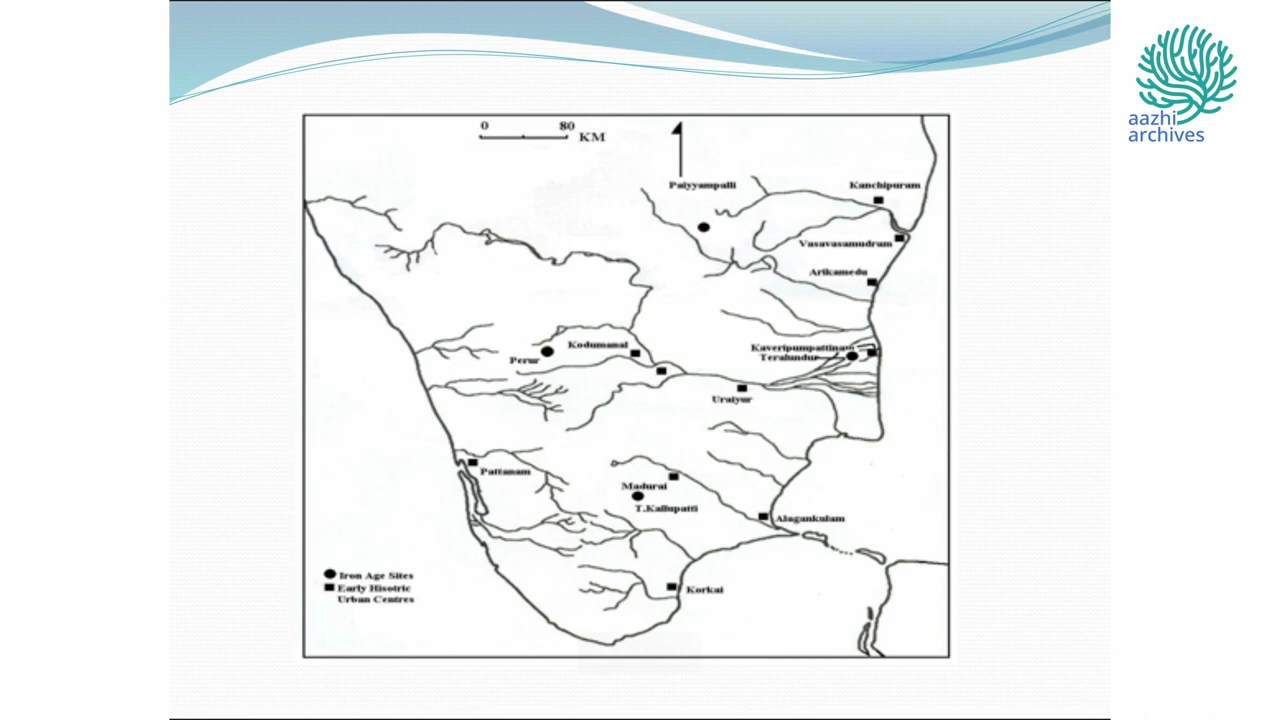 0 80
KM
Paiyyampalli
Kanchipuram
Vasavasamudram
Arikamedu
Kaveripumpattinam
Teralundur
Kodumanal
Perur
Uraiyur
Pattanam
Madurai
T.Kallupatti
Alagankulam
Korkai
Iron Age Sites
Early Hisotric
Urban Centres
aazhi
archives